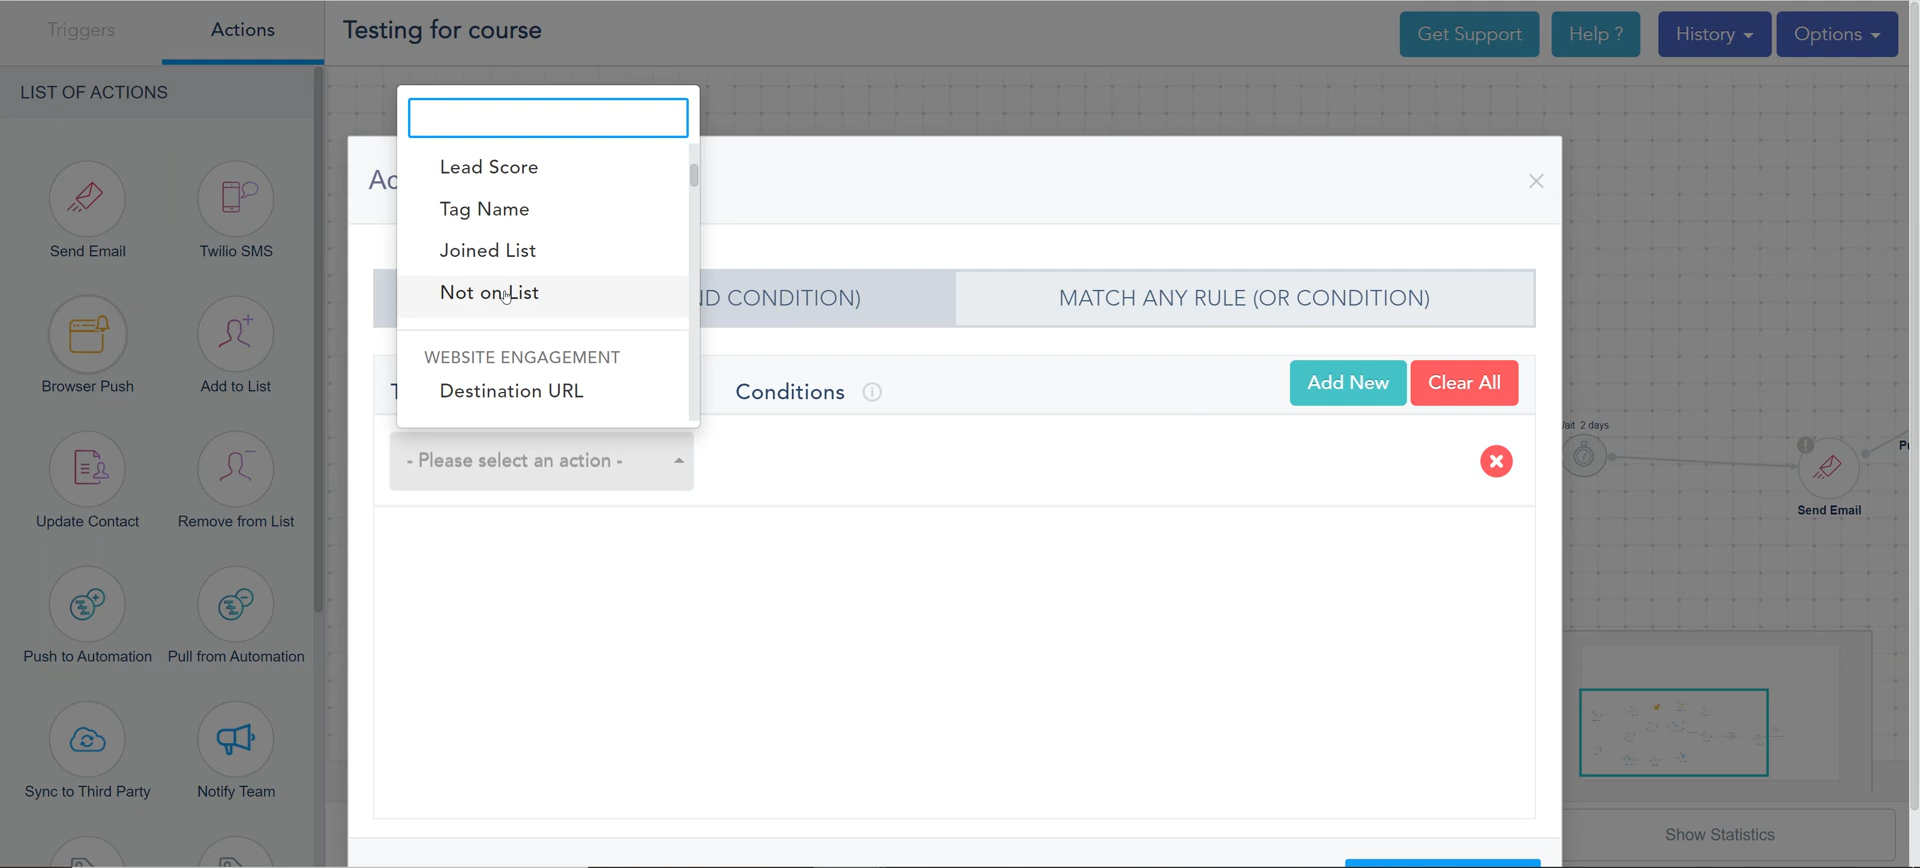 Triggers
Actions
Testing for course
Get Support
Help ?
History
Options
LIST OF ACTIONS
Send Email
Twilio SMS
Browser Push
Add to List
Update Contact
Remove from List
Push to Automation
Pull from Automation
Sync to Third Party
Notify Team
Lead Score
Tag Name
Joined List
Not on List
WEBSITE ENGAGEMENT
Destination URL
ND CONDITION)
MATCH ANY RULE (OR CONDITION)
Conditions
Add New
Clear All
- Please select an action -
2 days
Send Email
Show Statistics